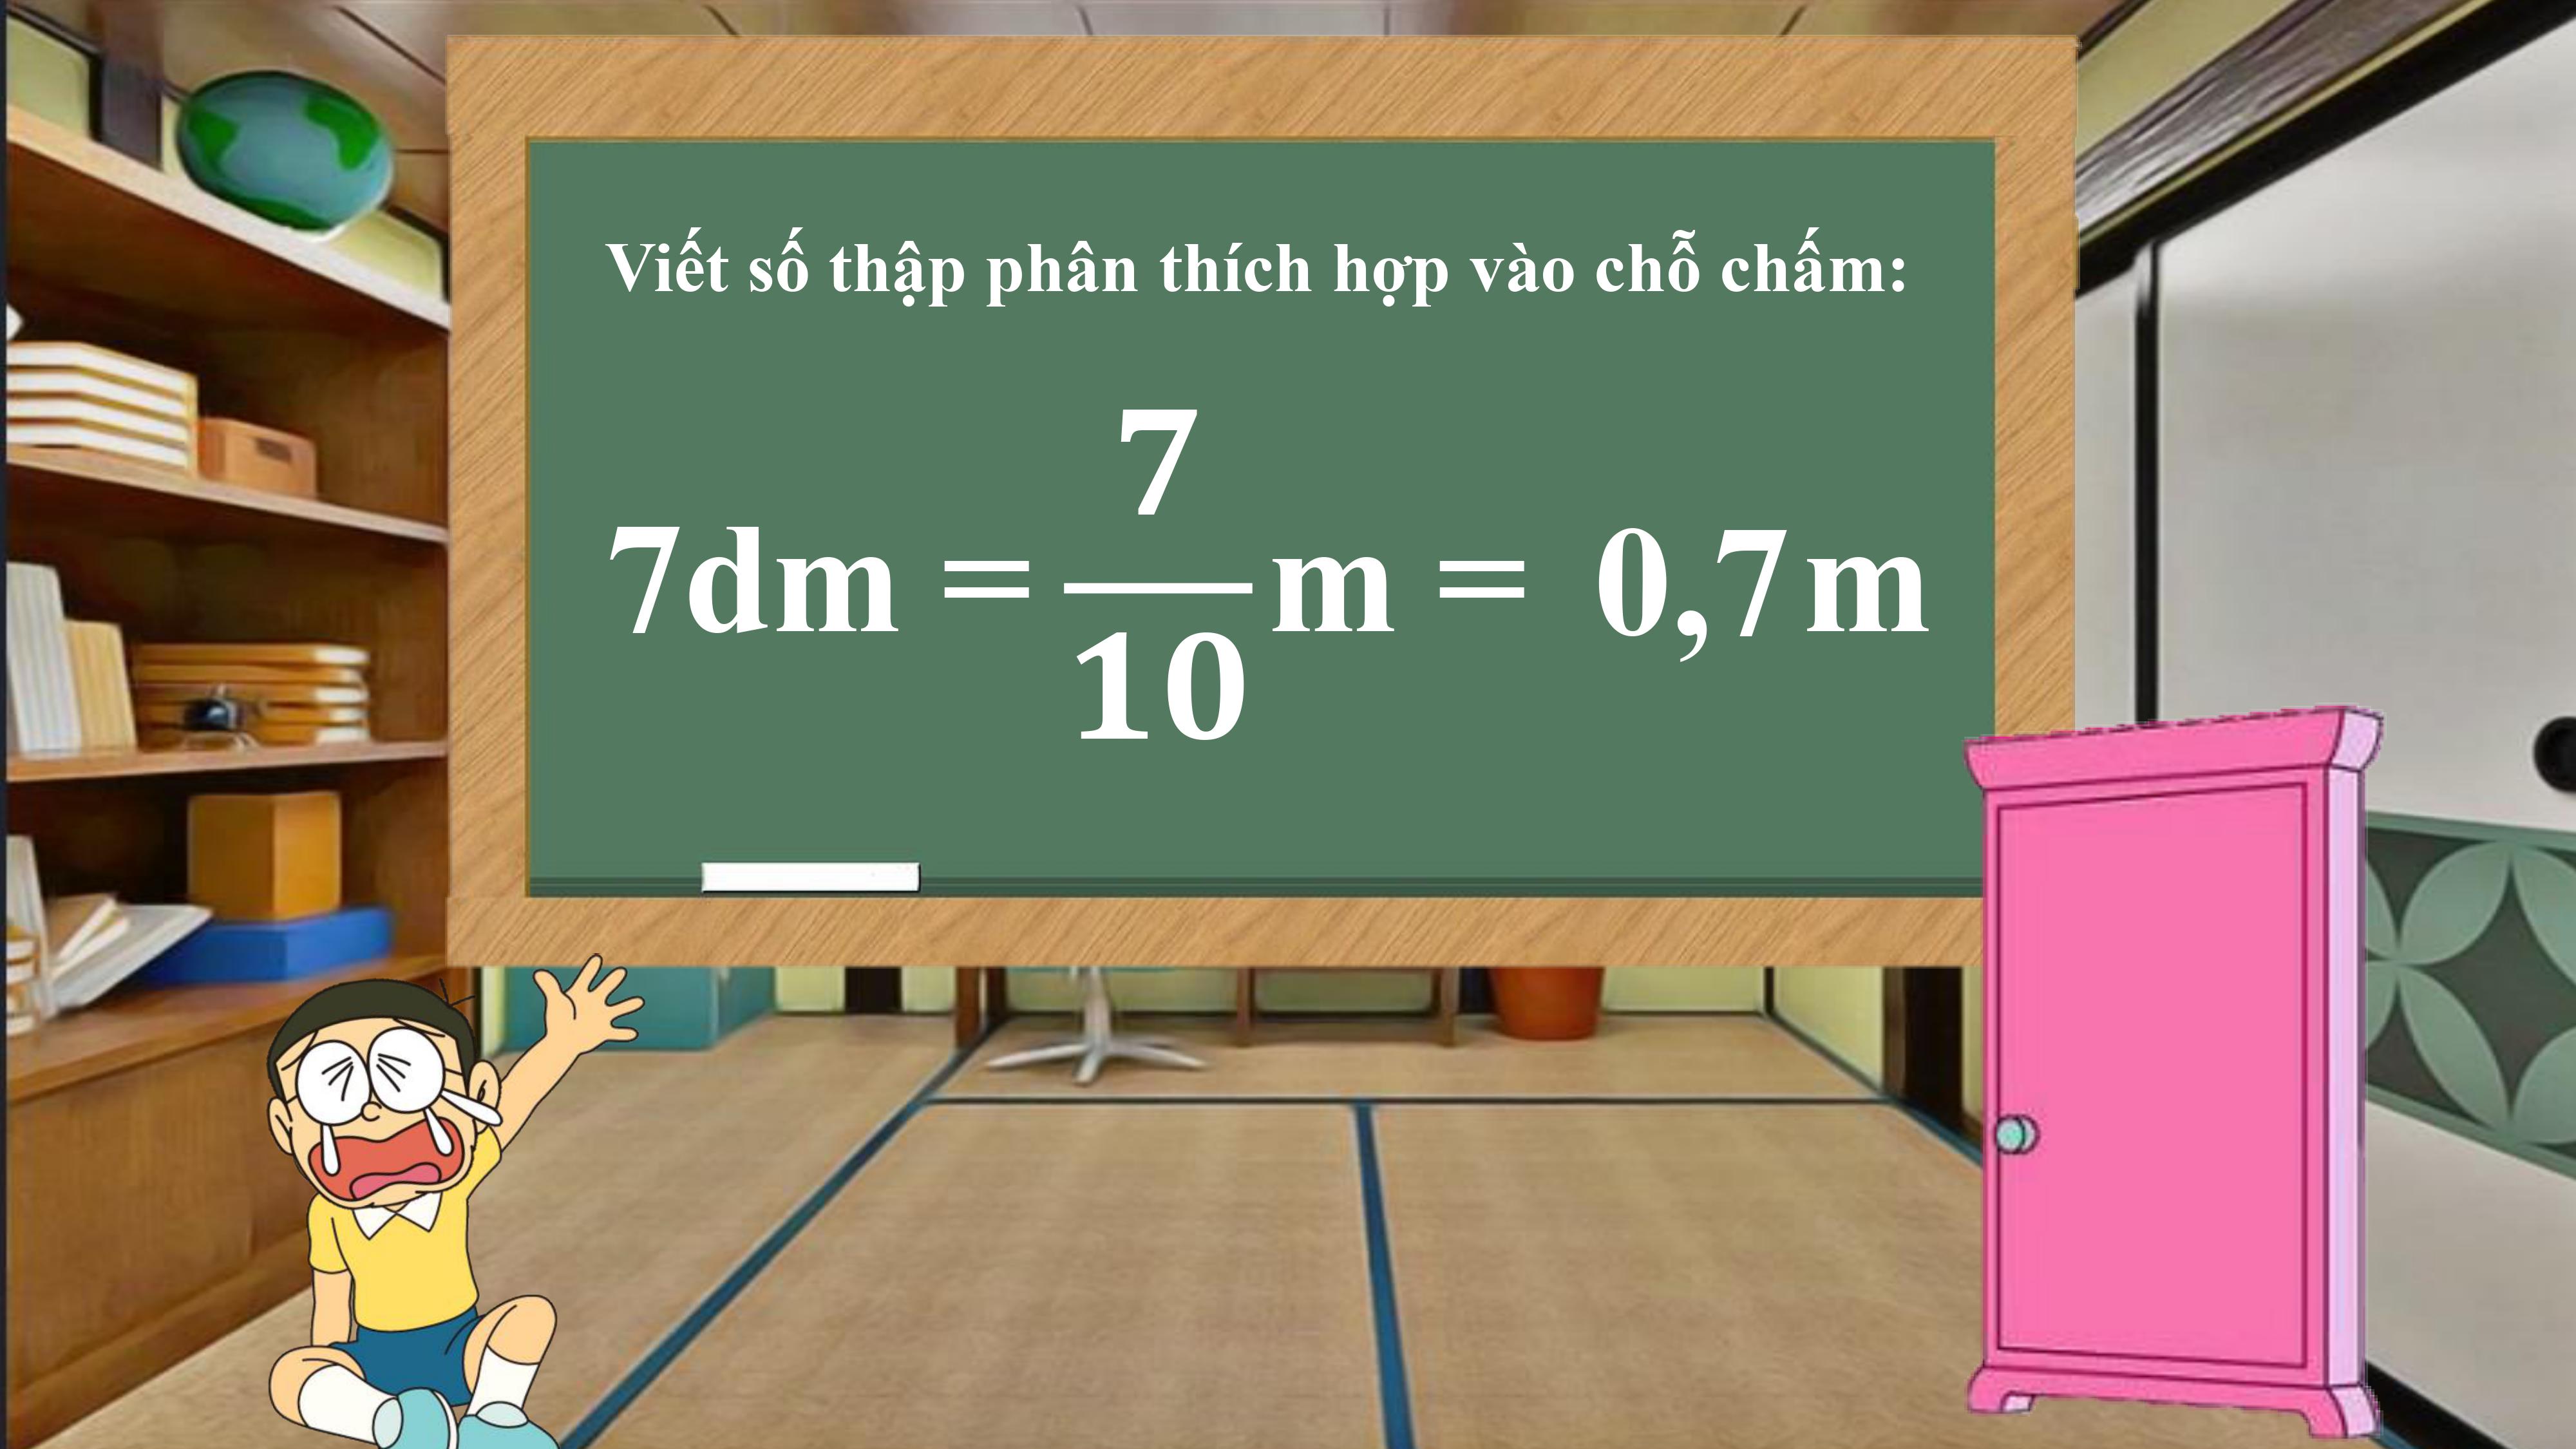 Viết số thập phân thích hợp vào chỗ chấm:
7dm = 7/10 m = 0,7m